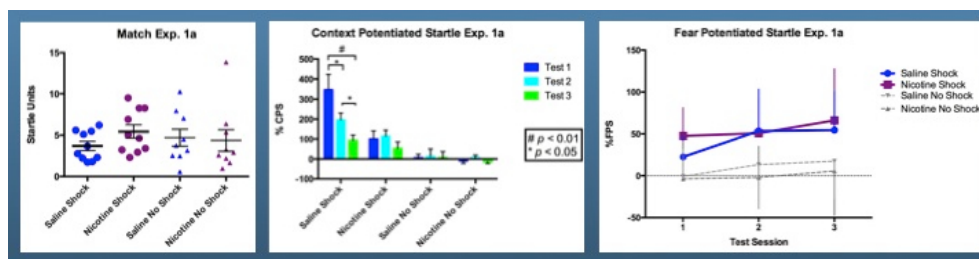 Match Exp. 1a
Startle Units
15
10
5
0
Saline Shock
Nicotine Shock
Saline No Shock
Nicotine No Shock
Context Potentiated Startle Exp. 1a
% CPS
500
400
300
200
100
0
-100
#
*
*
Test 1
Test 2
Test 3
# p < 0.01
* p < 0.05
Saline Shock
Nicotine Shock
Saline No Shock
Nicotine No Shock
Fear Potentiated Startle Exp. 1a
%FPS
150
100
50
0
-50
1
2
3
Test Session
Saline Shock
Nicotine Shock
Saline No Shock
Nicotine No Shock